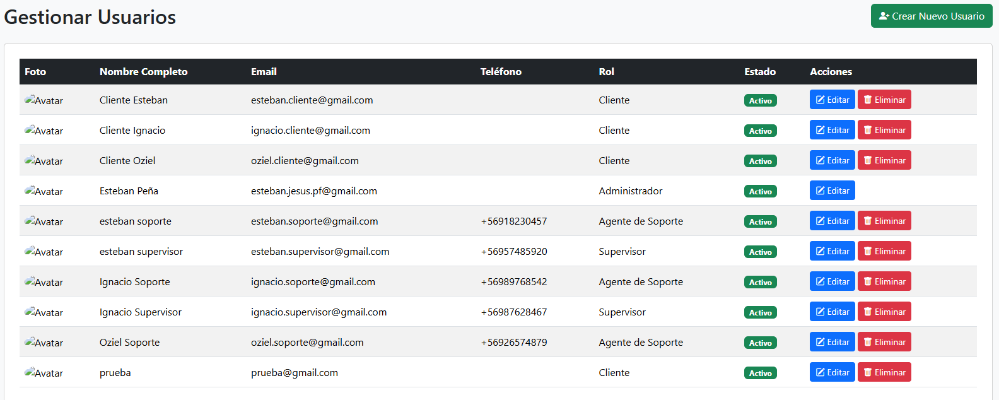 Gestionar Usuarios
Crear Nuevo Usuario
Foto Nombre Completo Email Teléfono Rol Estado Acciones
Avatar Cliente Esteban esteban.cliente@gmail.com Cliente Activo Editar Eliminar
Avatar Cliente Ignacio ignacio.cliente@gmail.com Cliente Activo Editar Eliminar
Avatar Cliente Oziel oziel.cliente@gmail.com Cliente Activo Editar Eliminar
Avatar Esteban Peña esteban.jesus.pf@gmail.com Administrador Activo Editar
Avatar esteban soporte esteban.soporte@gmail.com +56918230457 Agente de Soporte Activo Editar Eliminar
Avatar esteban supervisor esteban.supervisor@gmail.com +56957485920 Supervisor Activo Editar Eliminar
Avatar Ignacio Soporte ignacio.soporte@gmail.com +56989768542 Agente de Soporte Activo Editar Eliminar
Avatar Ignacio Supervisor ignacio.supervisor@gmail.com +56987628467 Supervisor Activo Editar Eliminar
Avatar Oziel Soporte oziel.soporte@gmail.com +56926574879 Agente de Soporte Activo Editar Eliminar
Avatar prueba prueba@gmail.com Cliente Activo Editar Eliminar